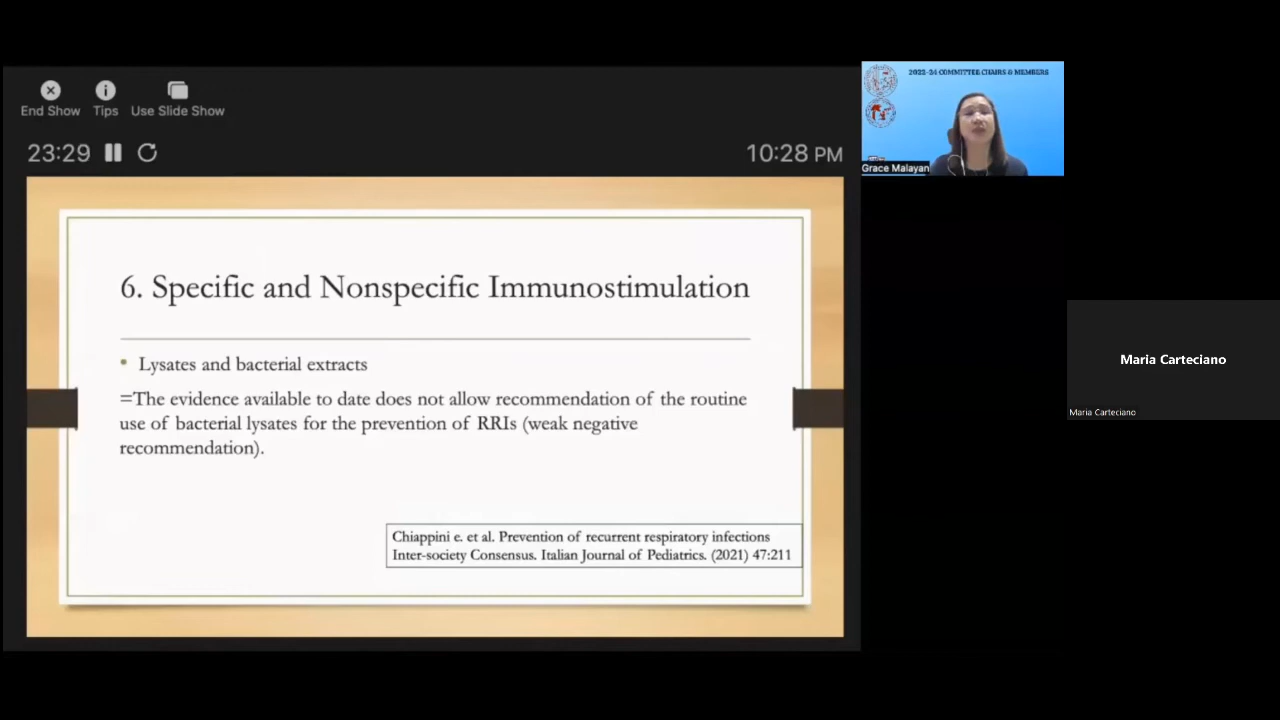 End Show Tips Use Slide Show
23:29 10:28 PM
6. Specific and Nonspecific Immunostimulation
• Lysates and bacterial extracts
=The evidence available to date does not allow recommendation of the routine
use of bacterial lysates for the prevention of RRIs (weak negative
recommendation).
Chiappini e. et al. Prevention of recurrent respiratory infections
Inter-society Consensus. Italian Journal of Pediatrics. (2021) 47:211
2022-24 COMMITTEE CHAIRS & MEMBERS
Grace Malayan
Maria Carteciano
Maria Carteciano